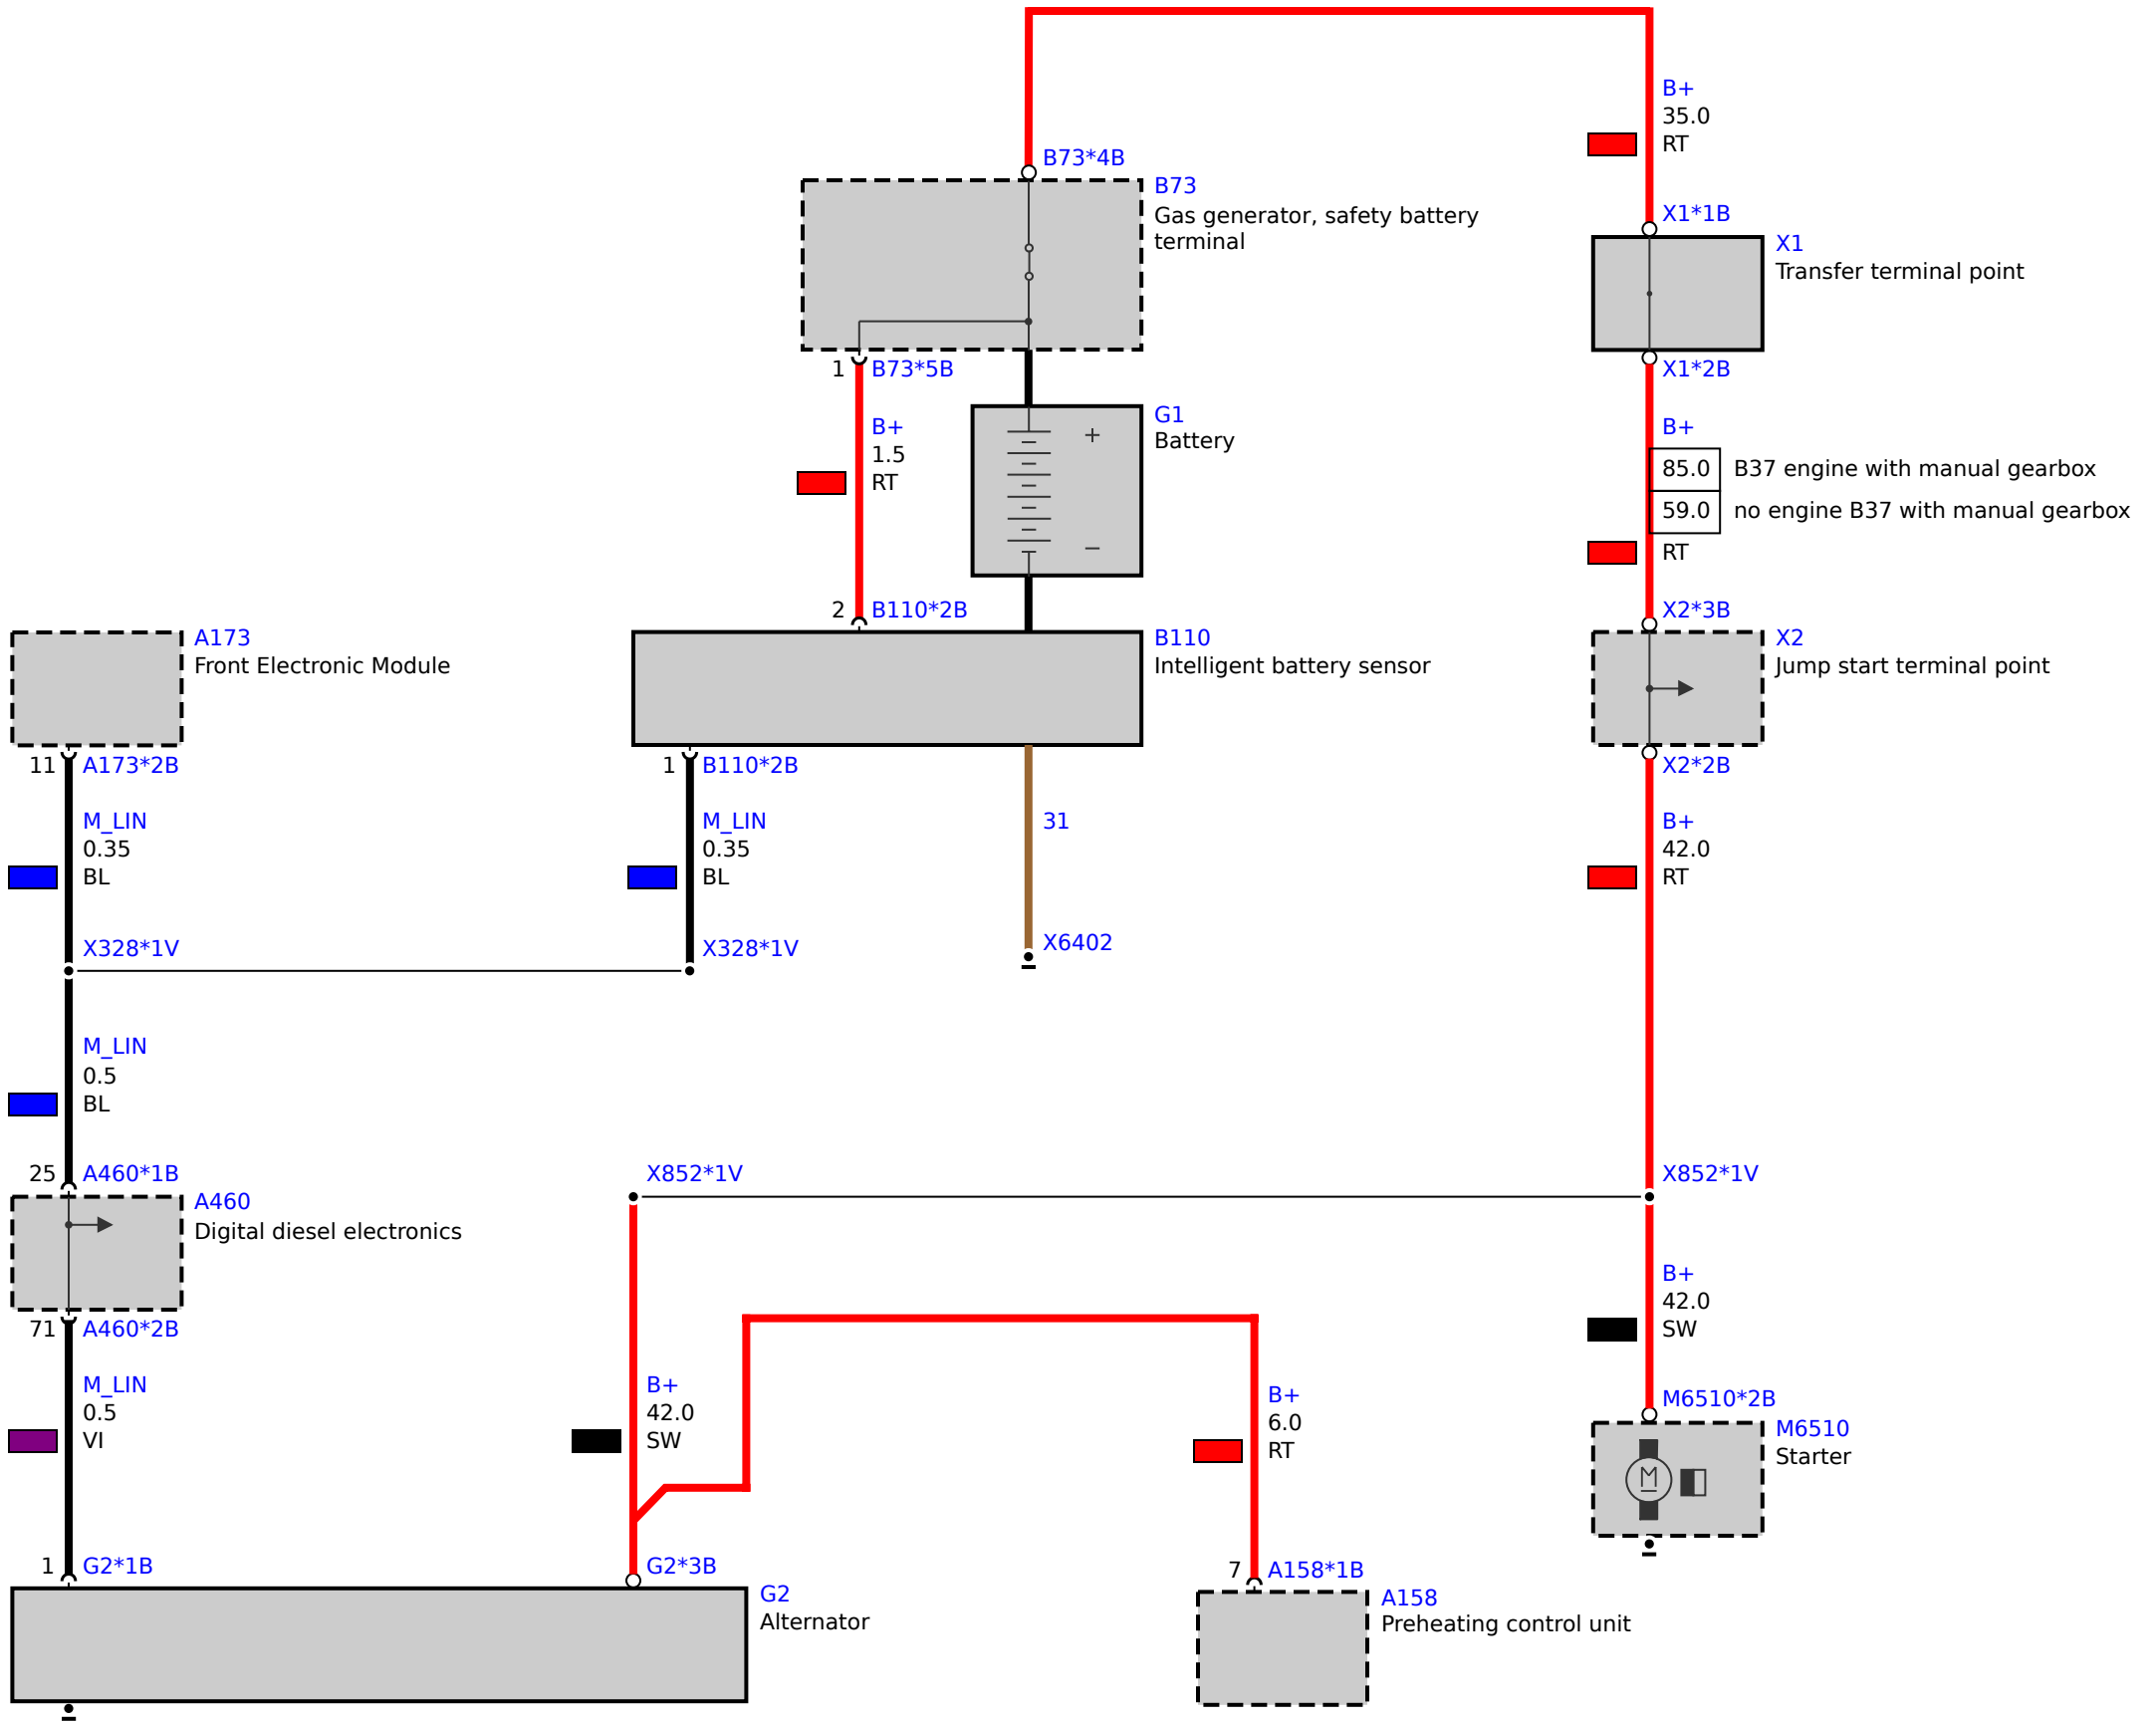 B+
35.0
RT
B73*4B
B73
Gas generator, safety battery
terminal
X1*1B
X1
Transfer terminal point
1 B73*5B
X1*2B
G1
Battery
B+
1.5
RT
B+
85.0 B37 engine with manual gearbox
59.0 no engine B37 with manual gearbox
RT
+
−
2 B110*2B
X2*3B
A173
Front Electronic Module
B110
Intelligent battery sensor
X2
Jump start terminal point
11 A173*2B
1 B110*2B
X2*2B
M_LIN
0.35
BL
M_LIN
0.35
BL
31
B+
42.0
RT
X328*1V
X328*1V
X6402
M_LIN
0.5
BL
25 A460*1B
X852*1V
X852*1V
A460
Digital diesel electronics
B+
42.0
SW
71 A460*2B
M_LIN
0.5
VI
B+
42.0
SW
B+
6.0
RT
M6510*2B
M6510
Starter
M
1 G2*1B
G2*3B
7 A158*1B
G2
Alternator
A158
Preheating control unit